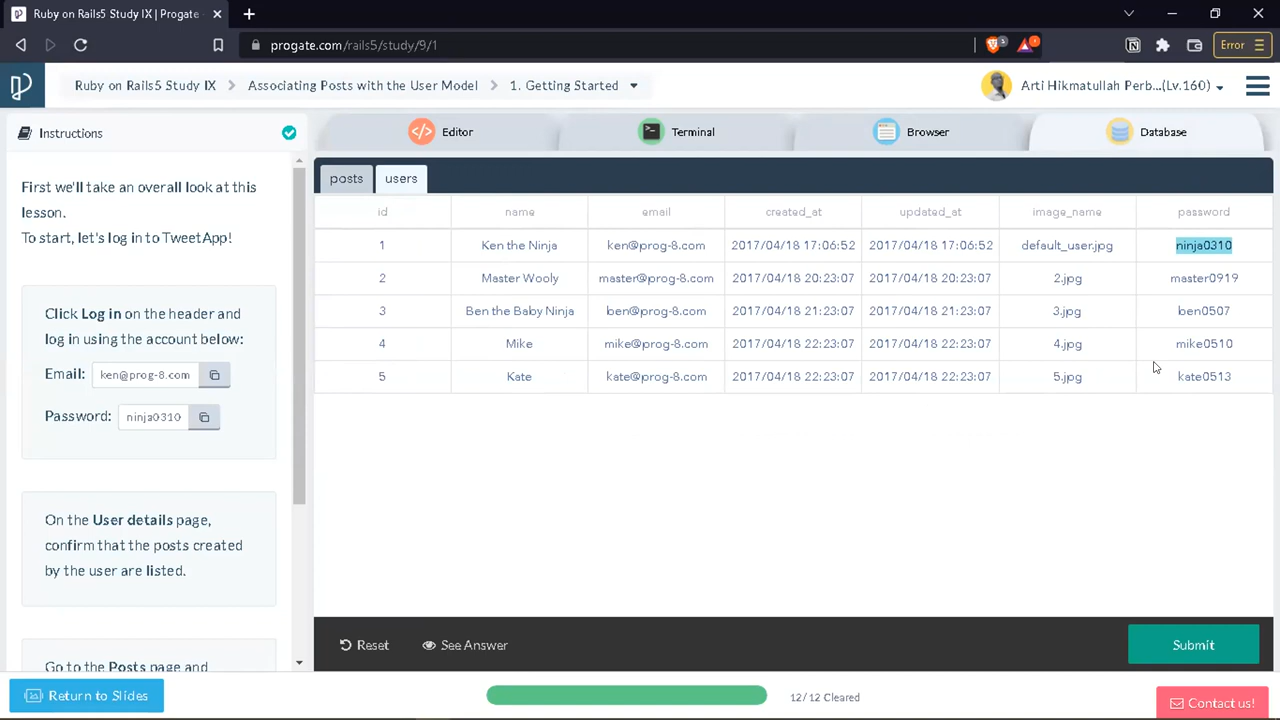 Ruby on Rails5 Study IX | Progate
progate.com/rails5/study/9/1
Error
Ruby on Rails5 Study IX
Associating Posts with the User Model
1. Getting Started
Arti Hikmatullah Perb...(Lv.160)
Instructions
Editor
Terminal
Browser
Database
First we'll take an overall look at this
lesson.
To start, let's log in to TweetApp!
Click Log in on the header and
log in using the account below:
Email: ken@prog-8.com
Password: ninja0310
On the User details page,
confirm that the posts created
by the user are listed.
Go to the Posts page and
posts users
id name email created_at updated_at image_name password
1 Ken the Ninja ken@prog-8.com 2017/04/18 17:06:52 2017/04/18 17:06:52 default_user.jpg ninja0310
2 Master Wooly master@prog-8.com 2017/04/18 20:23:07 2017/04/18 20:23:07 2.jpg master0919
3 Ben the Baby Ninja ben@prog-8.com 2017/04/18 21:23:07 2017/04/18 21:23:07 3.jpg ben0507
4 Mike mike@prog-8.com 2017/04/18 22:23:07 2017/04/18 22:23:07 4.jpg mike0510
5 Kate kate@prog-8.com 2017/04/18 22:23:07 2017/04/18 22:23:07 5.jpg kate0513
Reset
See Answer
Submit
Return to Slides
12/12 Cleared
Contact us!